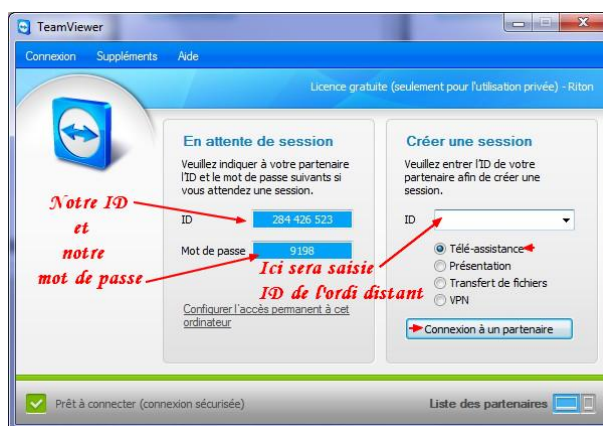 TeamViewer
Connexion Suppléments Aide
Licence gratuite (seulement pour l'utilisation privée) - Riton
En attente de session
Veuillez indiquer à votre partenaire
l'ID et le mot de passe suivants si
vous attendez une session.
ID 284 426 523
Mot de passe 9198
Configurer l'accès permanent à cet
ordinateur
Notre ID
et
notre
mot de passe
Créer une session
Veuillez entrer l'ID de votre
partenaire afin de créer une
session.
ID
Ici sera saisie
ID de l'ordi distant
Télé-assistance
Présentation
Transfert de fichiers
VPN
Connexion à un partenaire
Prêt à connecter (connexion sécurisée)
Liste des partenaires